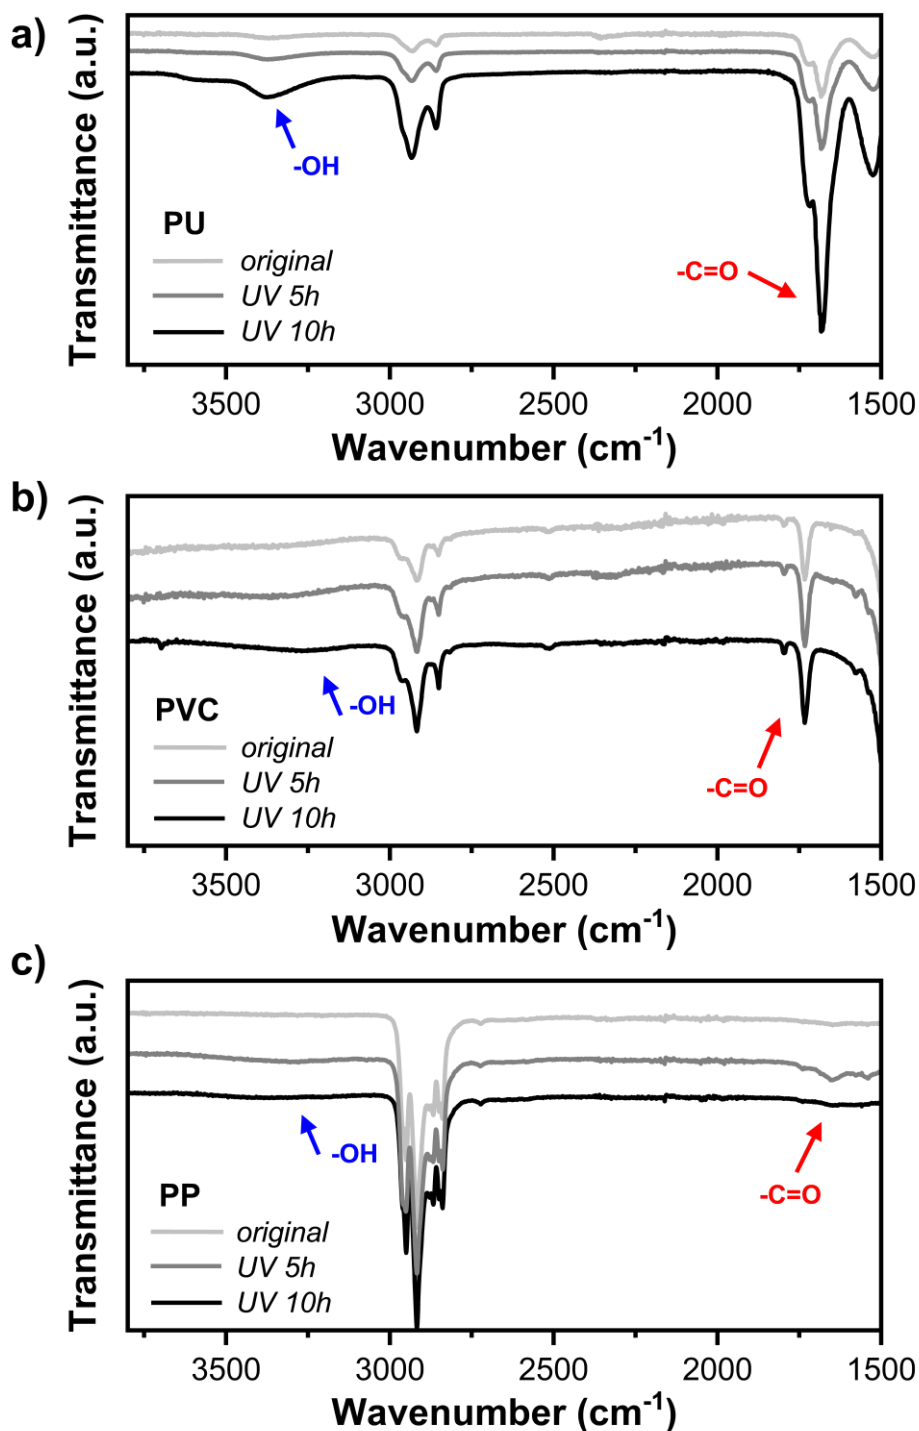 a)
Transmittance (a.u.)
-OH
PU
original
UV 5h
UV 10h
-C=O
3500 3000 2500 2000 1500
Wavenumber (cm⁻¹)
b)
Transmittance (a.u.)
-OH
PVC
original
UV 5h
UV 10h
-C=O
3500 3000 2500 2000 1500
Wavenumber (cm⁻¹)
c)
Transmittance (a.u.)
-OH
PP
-C=O
original
UV 5h
UV 10h
3500 3000 2500 2000 1500
Wavenumber (cm⁻¹)